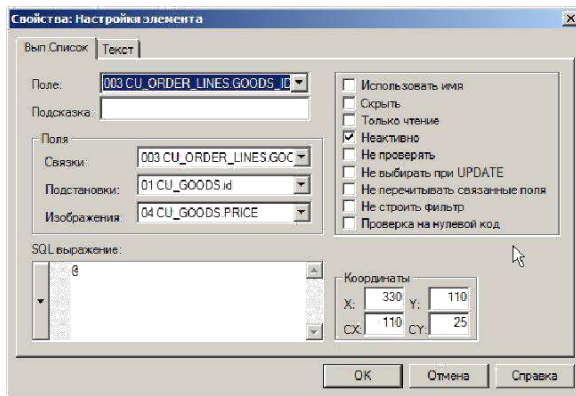 Свойства: Настройки элемента
Вып.Список Текст
Поле: 003 CU_ORDER_LINES.GOODS_ID
Подсказка:
Поля
Связки: 003 CU_ORDER_LINES.GOC
Подстановки: 01 CU_GOODS.id
Изображения: 04 CU_GOODS.PRICE
SQL выражение:
@
Использовать имя
Скрыть
Только чтение
Неактивно
Не проверять
Не выбирать при UPDATE
Не перечитывать связанные поля
Не строить фильтр
Проверка на нулевой код
Координаты
X: 330 Y: 110
CX: 110 CY: 25
OK Отмена Справка